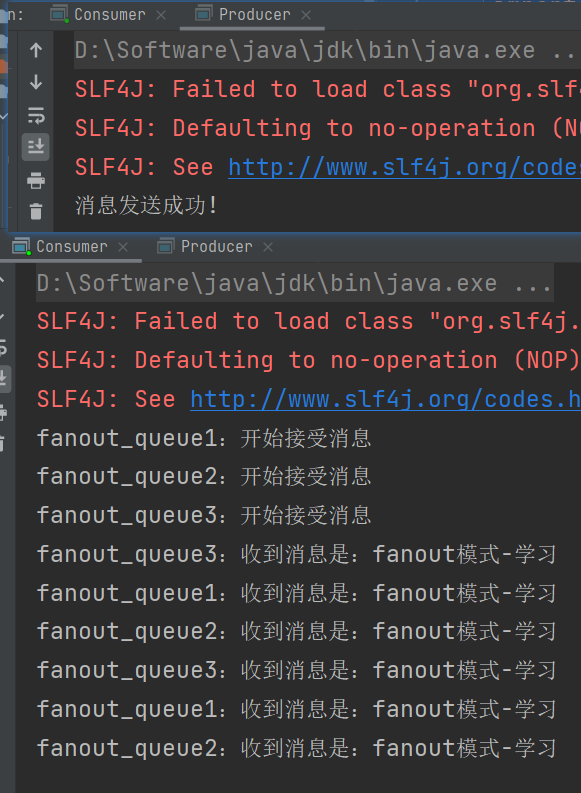 n: Consumer × Producer ×
D:\Software\java\jdk\bin\java.exe ...
SLF4J: Failed to load class "org.slf4
SLF4J: Defaulting to no-operation (NO
SLF4J: See http://www.slf4j.org/codes
消息发送成功!
Consumer × Producer ×
D:\Software\java\jdk\bin\java.exe ...
SLF4J: Failed to load class "org.slf4j.
SLF4J: Defaulting to no-operation (NOP)
SLF4J: See http://www.slf4j.org/codes.h
fanout_queue1：开始接受消息
fanout_queue2：开始接受消息
fanout_queue3：开始接受消息
fanout_queue3：收到消息是：fanout模式-学习
fanout_queue1：收到消息是：fanout模式-学习
fanout_queue2：收到消息是：fanout模式-学习
fanout_queue3：收到消息是：fanout模式-学习
fanout_queue1：收到消息是：fanout模式-学习
fanout_queue2：收到消息是：fanout模式-学习